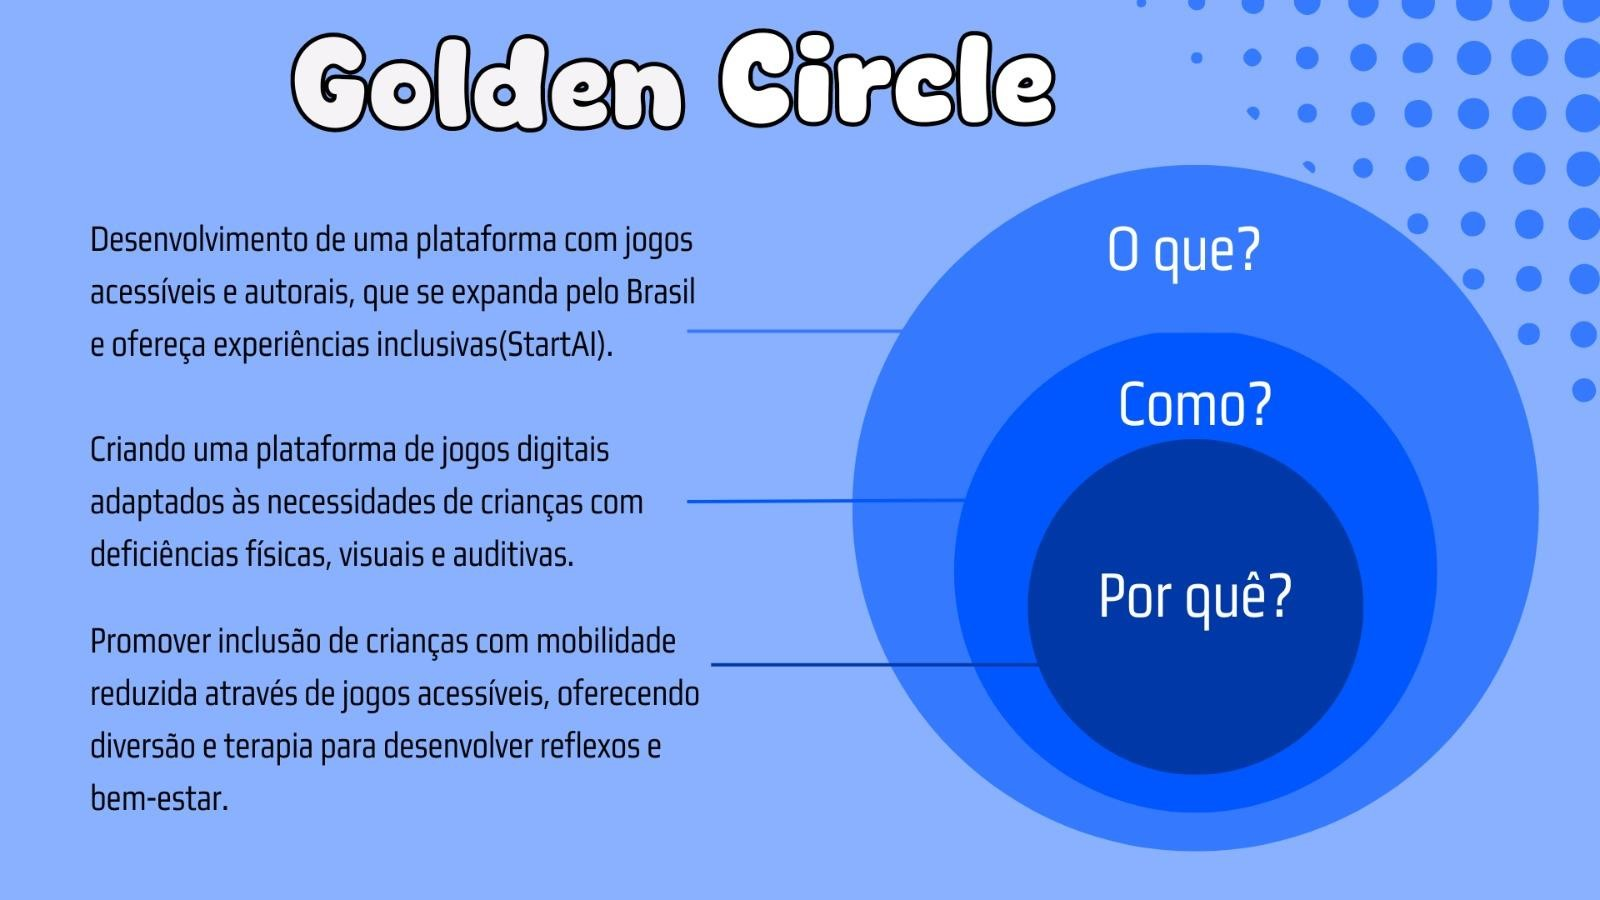 Golden Circle
Desenvolvimento de uma plataforma com jogos
acessíveis e autorais, que se expanda pelo Brasil
e ofereça experiências inclusivas(StartAI).
O que?
Criando uma plataforma de jogos digitais
adaptados às necessidades de crianças com
deficiências físicas, visuais e auditivas.
Como?
Promover inclusão de crianças com mobilidade
reduzida através de jogos acessíveis, oferecendo
diversão e terapia para desenvolver reflexos e
bem-estar.
Por quê?